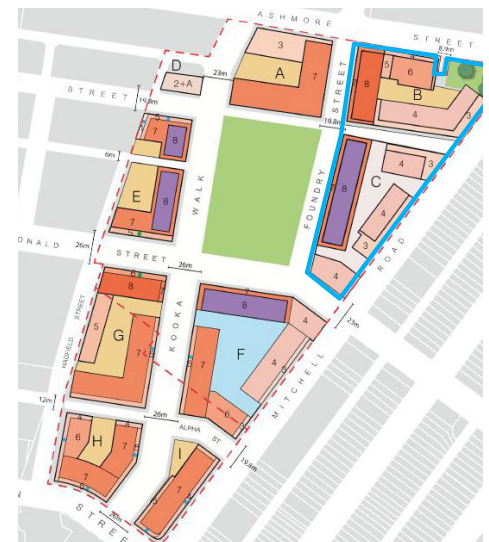 ASHMORE STREET
8.9m
3
A
7
D
2+A
23m
STREET
8
5
6
B
4
3
STREET
19.8m
19.8m
5
7
8
6m
E
8
7
5
WALK
FOUNDRY
8
C
4
3
4
3
4
ROAD
ONALD
STREET
26m
26m
6
8
HADFIELD STREET
5
G
7
KOOKA
7
8
4
F
7
4
6
MITCHELL
23m
12m
26m
ALPHA ST
4
4
6
H
7
7
I
7
19.8m
STREET
26m
N